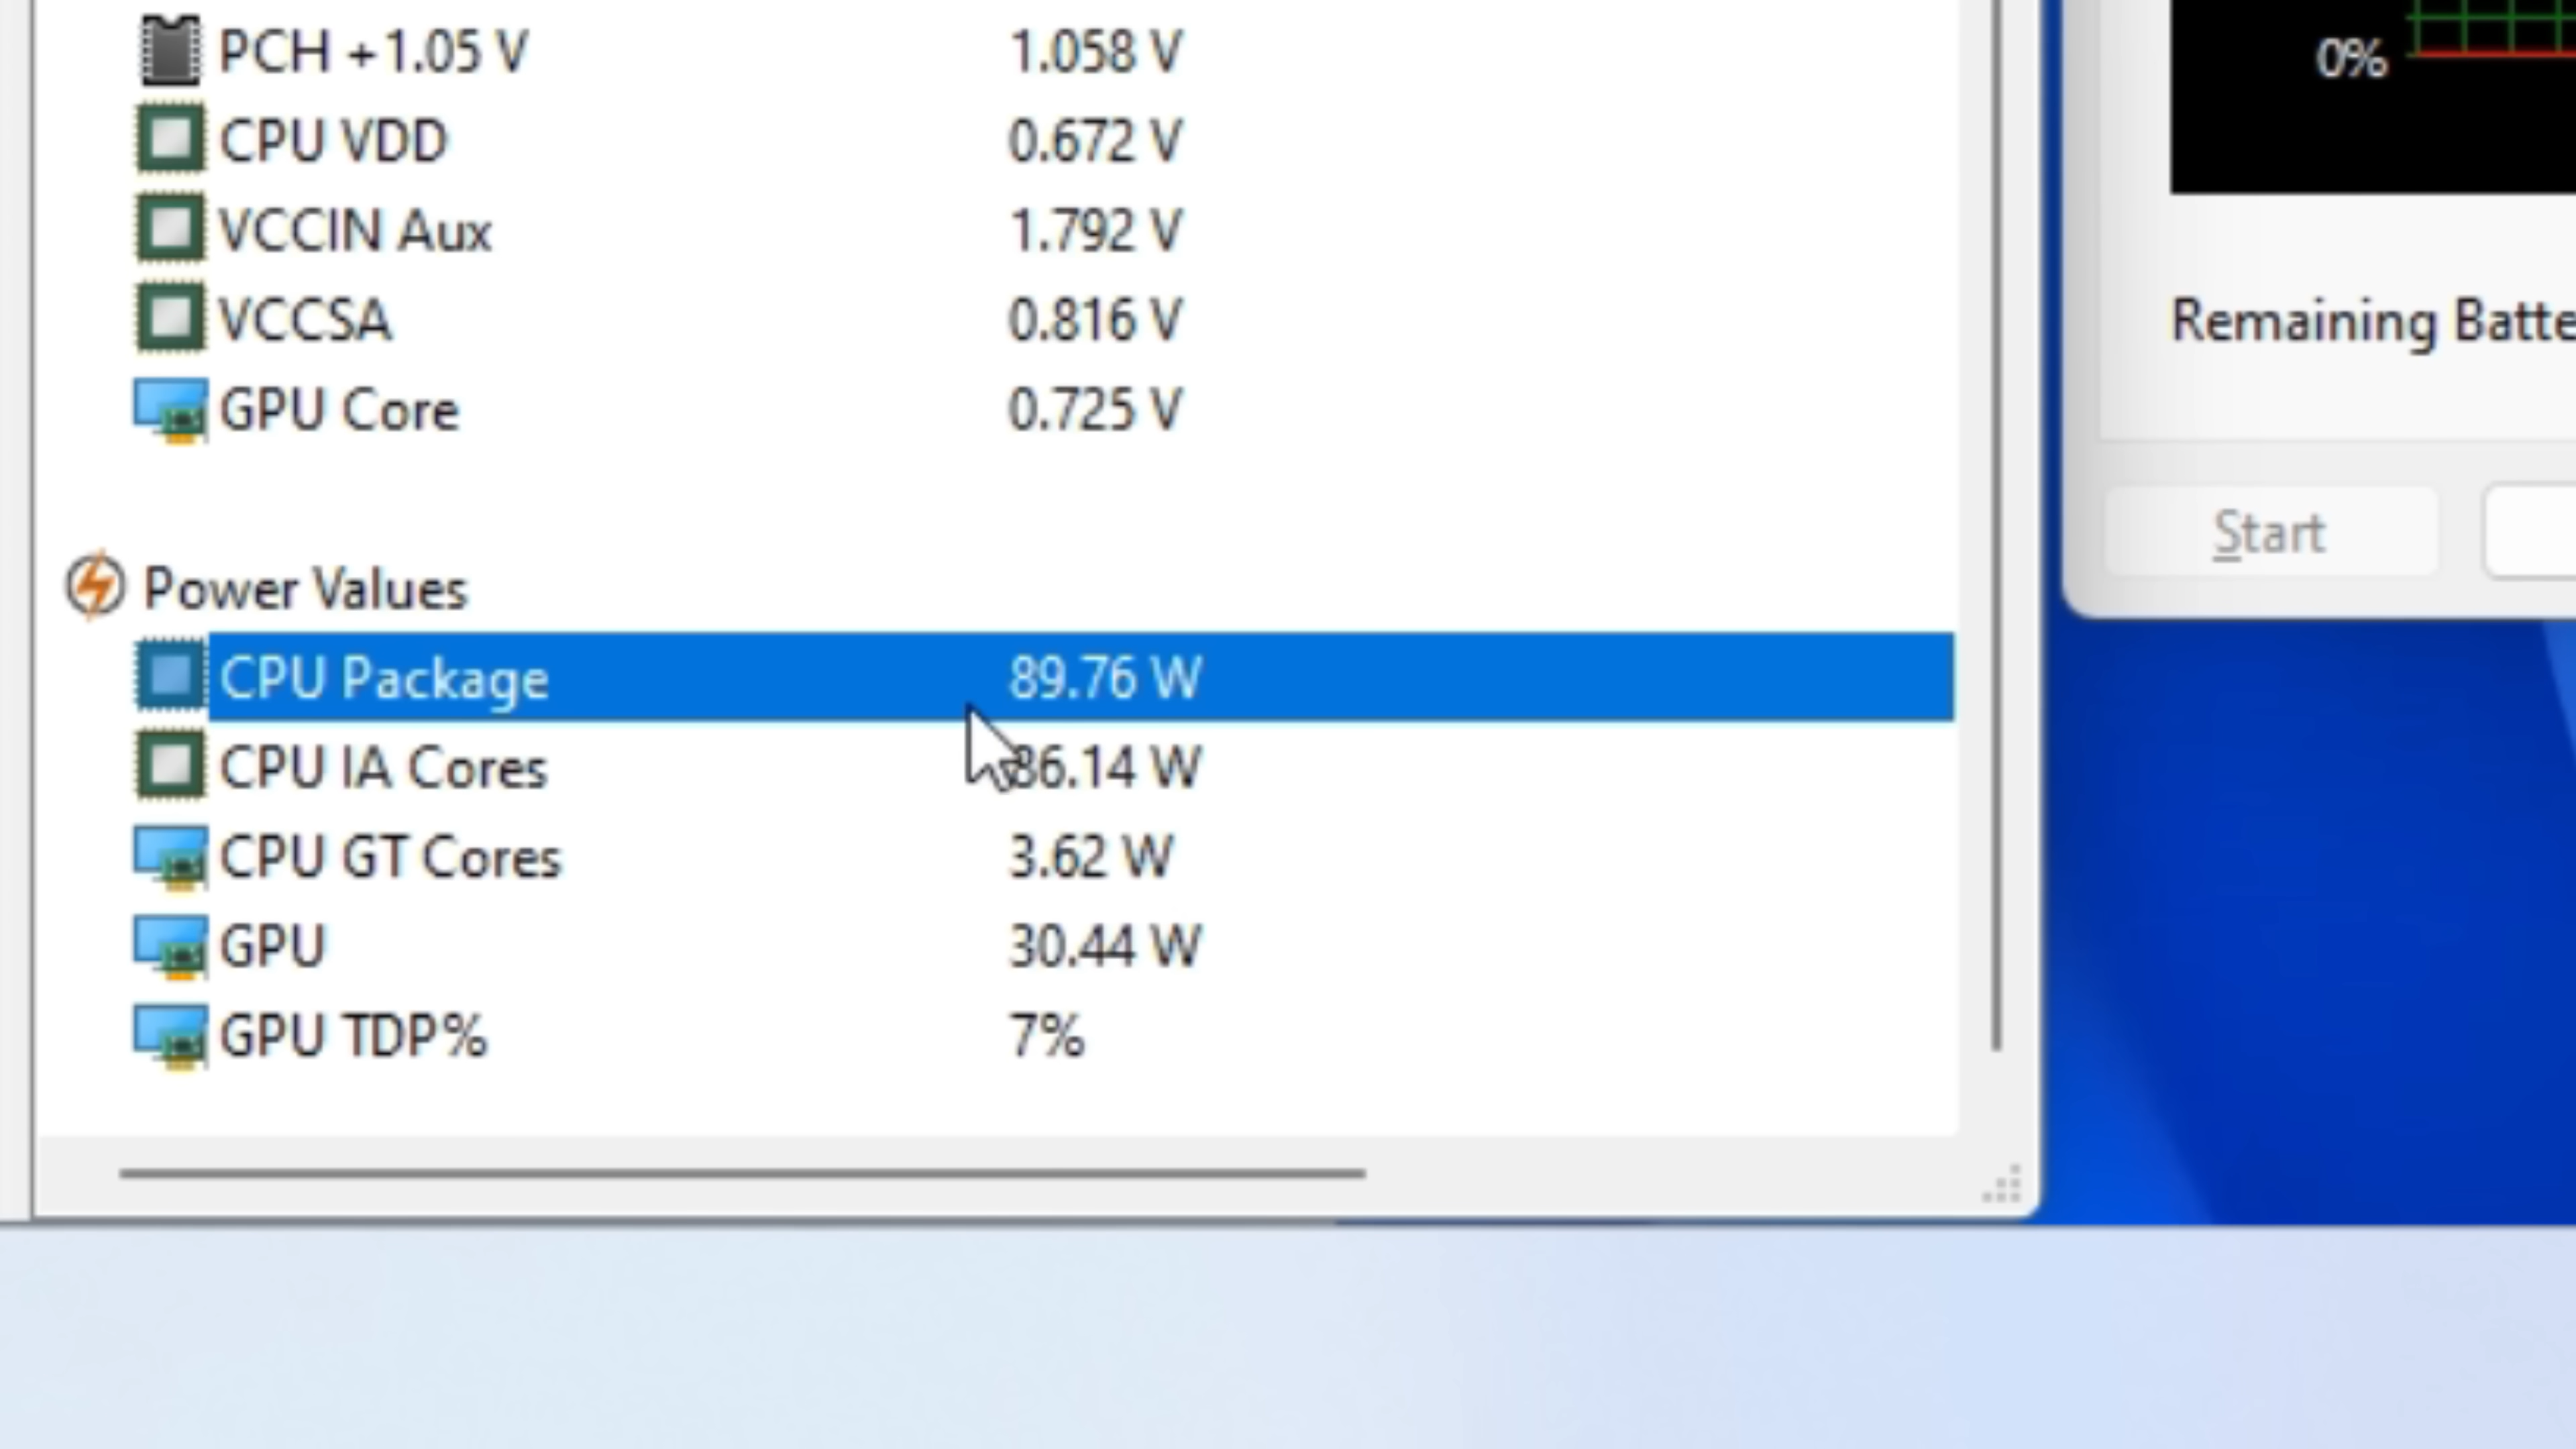 PCH +1.05 V 1.058 V
0%
CPU VDD 0.672 V
VCCIN Aux 1.792 V
VCCSA 0.816 V
Remaining Batte
GPU Core 0.725 V
Start
Power Values
CPU Package 89.76 W
CPU IA Cores 86.14 W
CPU GT Cores 3.62 W
GPU 30.44 W
GPU TDP% 7%